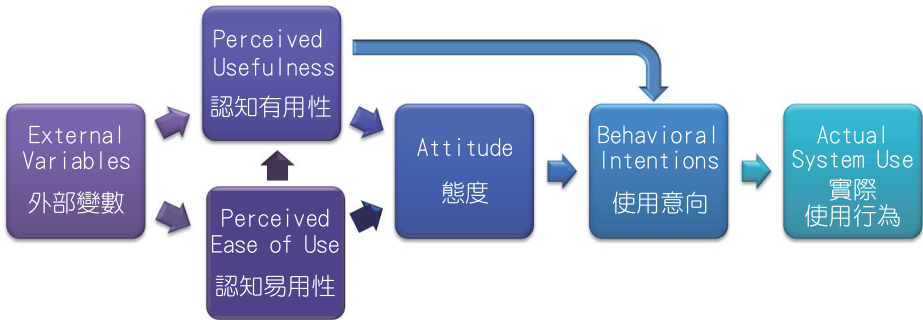 Perceived
Usefulness
認知有用性
External
Variables
外部變數
Perceived
Ease of Use
認知易用性
Attitude
態度
Behavioral
Intentions
使用意向
Actual
System Use
實際
使用行為